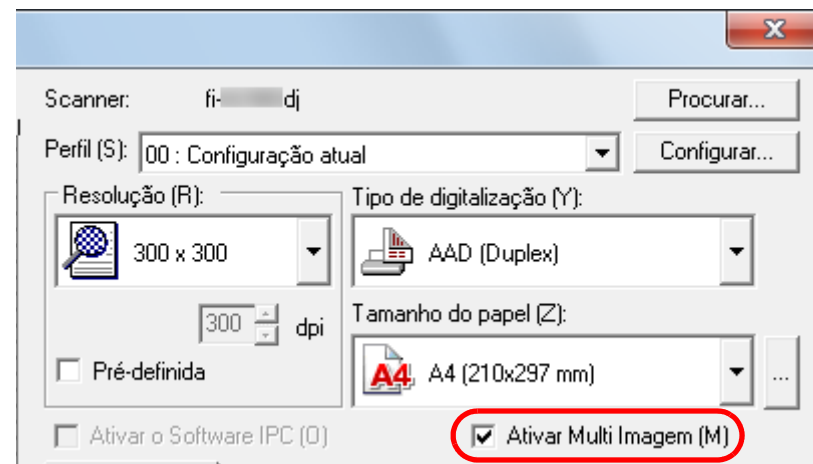 Scanner: fi- dj Procurar...
Perfil (S): 00 : Configuração atual Configurar...
Resolução (R): Tipo de digitalização (Y):
300 x 300 AAD (Duplex)
300 dpi Tamanho do papel (Z):
Pré-definida A4 A4 (210x297 mm) ...
Ativar o Software IPC (O) Ativar Multi Imagem (M)